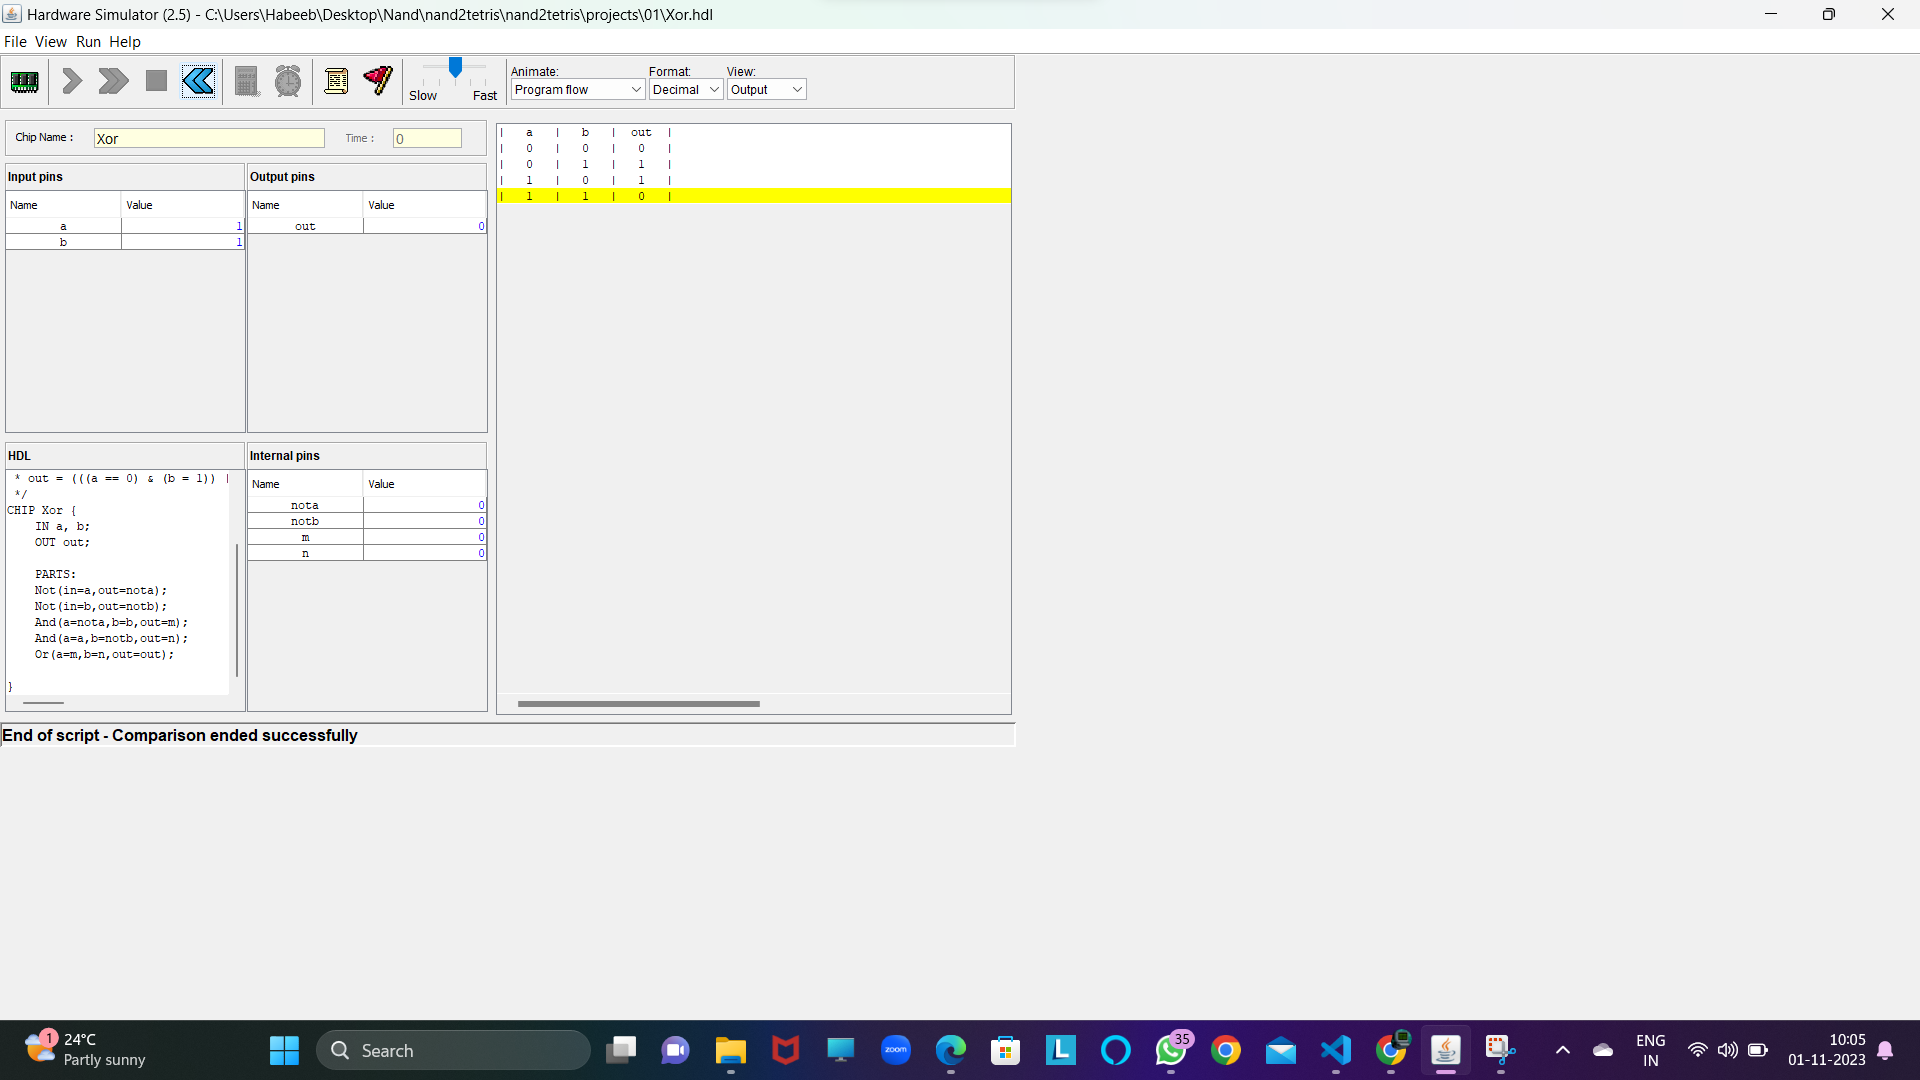 Hardware Simulator (2.5) - C:\Users\Habeeb\Desktop\Nand\nand2tetris\nand2tetris\projects\01\Xor.hdl
File View Run Help
Slow Fast
Animate: Format: View:
Program flow Decimal Output
Chip Name : Xor Time : 0
Input pins
Name Value
a 1
b 1
Output pins
Name Value
out 0
| a | b | out |
| 0 | 0 | 0 |
| 0 | 1 | 1 |
| 1 | 0 | 1 |
| 1 | 1 | 0 |
HDL
* out = (((a == 0) & (b = 1)) |
*/
CHIP Xor {
IN a, b;
OUT out;
PARTS:
Not(in=a,out=nota);
Not(in=b,out=notb);
And(a=nota,b=b,out=m);
And(a=a,b=notb,out=n);
Or(a=m,b=n,out=out);
}
Internal pins
Name Value
nota 0
notb 0
m 0
n 0
End of script - Comparison ended successfully
1
24°C
Partly sunny
Search
zoom
L
35
ENG
IN
10:05
01-11-2023